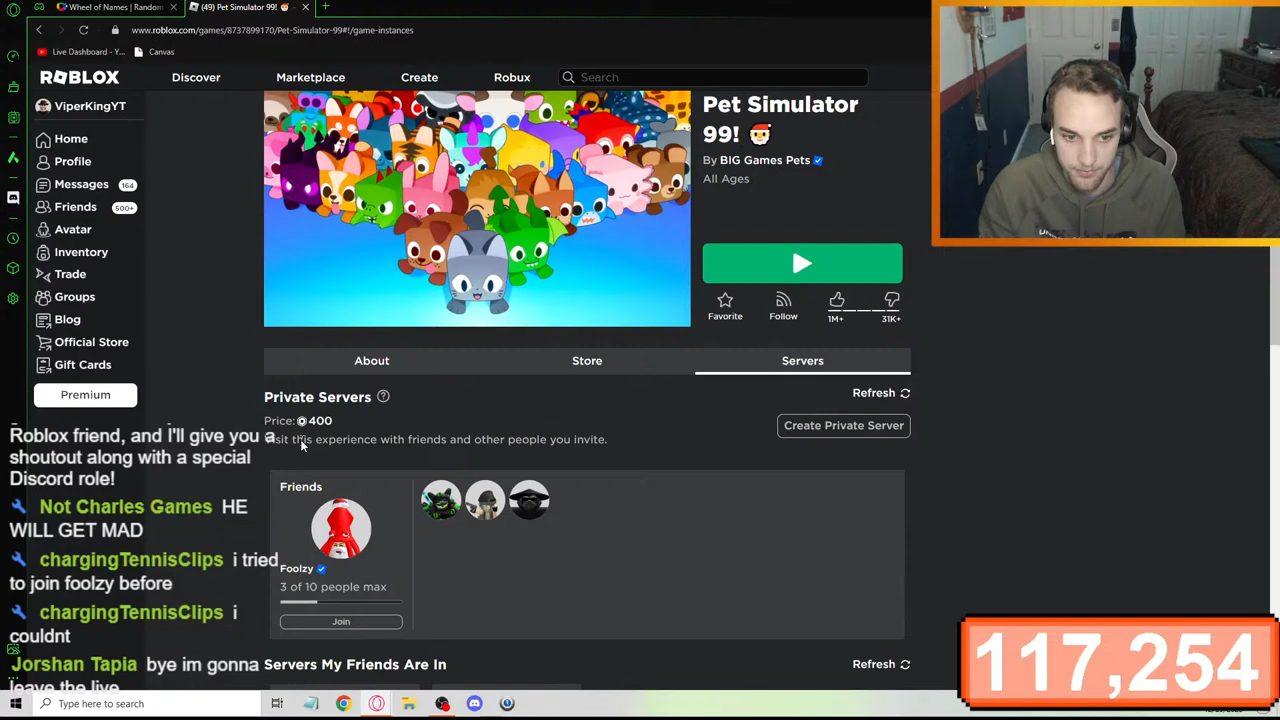 Wheel of Names | Random
(49) Pet Simulator 99!
www.roblox.com/games/8737899170/Pet-Simulator-99#!/game-instances
Live Dashboard - Y...
Canvas
ROBLOX
Discover
Marketplace
Create
Robux
Search
ViperKingYT
Home
Profile
Messages 164
Friends 500+
Avatar
Inventory
Trade
Groups
Blog
Official Store
Gift Cards
Premium
Pet Simulator
99!
By BIG Games Pets
All Ages
Favorite
Follow
1M+
31K+
About
Store
Servers
Private Servers
Refresh
Price: 400
Visit this experience with friends and other people you invite.
Create Private Server
Friends
Foolzy
3 of 10 people max
Join
Servers My Friends Are In
Refresh
Roblox friend, and I'll give you a
shoutout along with a special
Discord role!
Not Charles Games HE
WILL GET MAD
chargingTennisClips i tried
to join foolzy before
chargingTennisClips i
couldnt
Jorshan Tapia bye im gonna
leave the live
117,254
Type here to search